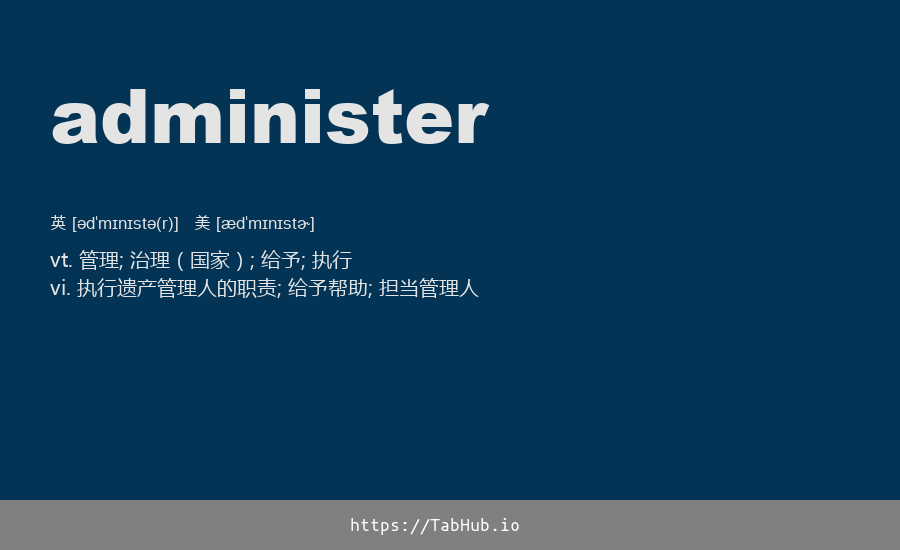 administer
英 [ədˈmɪnɪstə(r)] 美 [ædˈmɪnɪstɚ]
vt. 管理; 治理（国家）; 给予; 执行
vi. 执行遗产管理人的职责; 给予帮助; 担当管理人
https://TabHub.io